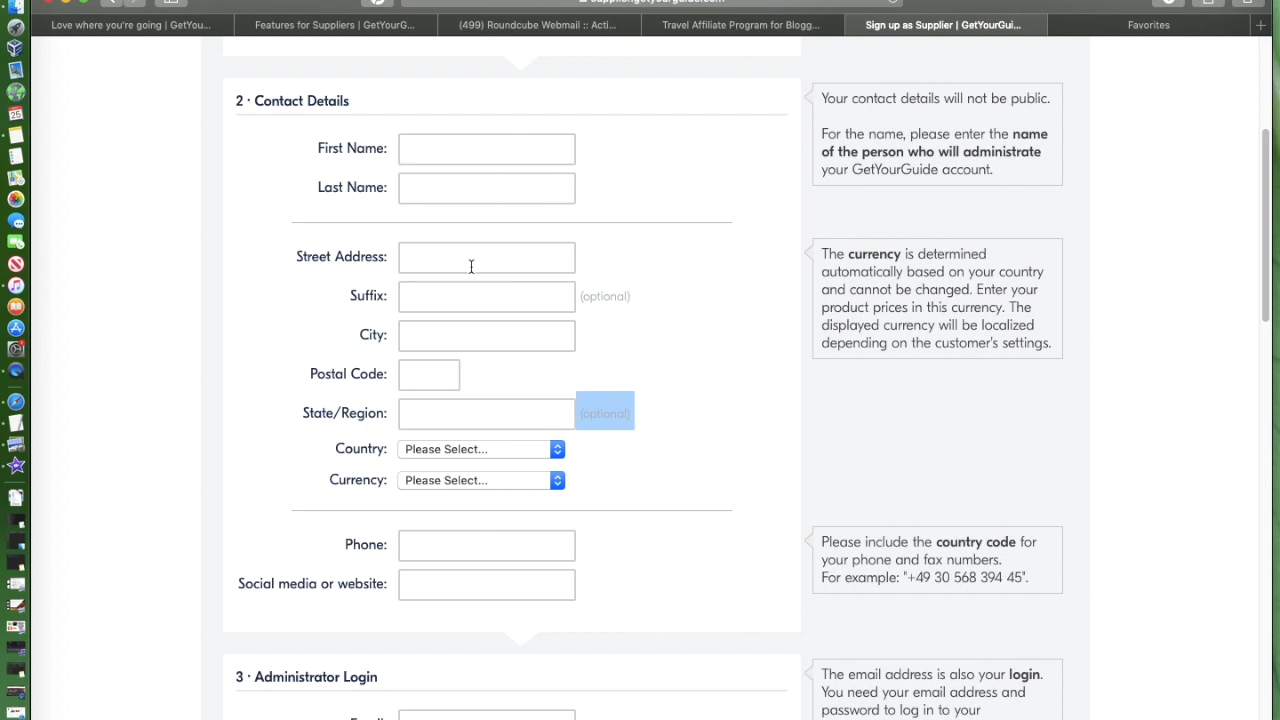 Love where you're going | GetYou...
Features for Suppliers | GetYourG...
(499) Roundcube Webmail :: Acti...
Travel Affiliate Program for Blogg...
Sign up as Supplier | GetYourGui...
Favorites
2 · Contact Details
First Name:
Last Name:
Street Address:
Suffix:
(optional)
City:
Postal Code:
State/Region:
(optional)
Country:
Please Select...
Currency:
Please Select...
Phone:
Social media or website:
3 · Administrator Login
Your contact details will not be public.
For the name, please enter the name
of the person who will administrate
your GetYourGuide account.
The currency is determined
automatically based on your country
and cannot be changed. Enter your
product prices in this currency. The
displayed currency will be localized
depending on the customer's settings.
Please include the country code for
your phone and fax numbers.
For example: "+49 30 568 394 45".
The email address is also your login.
You need your email address and
password to log in to your